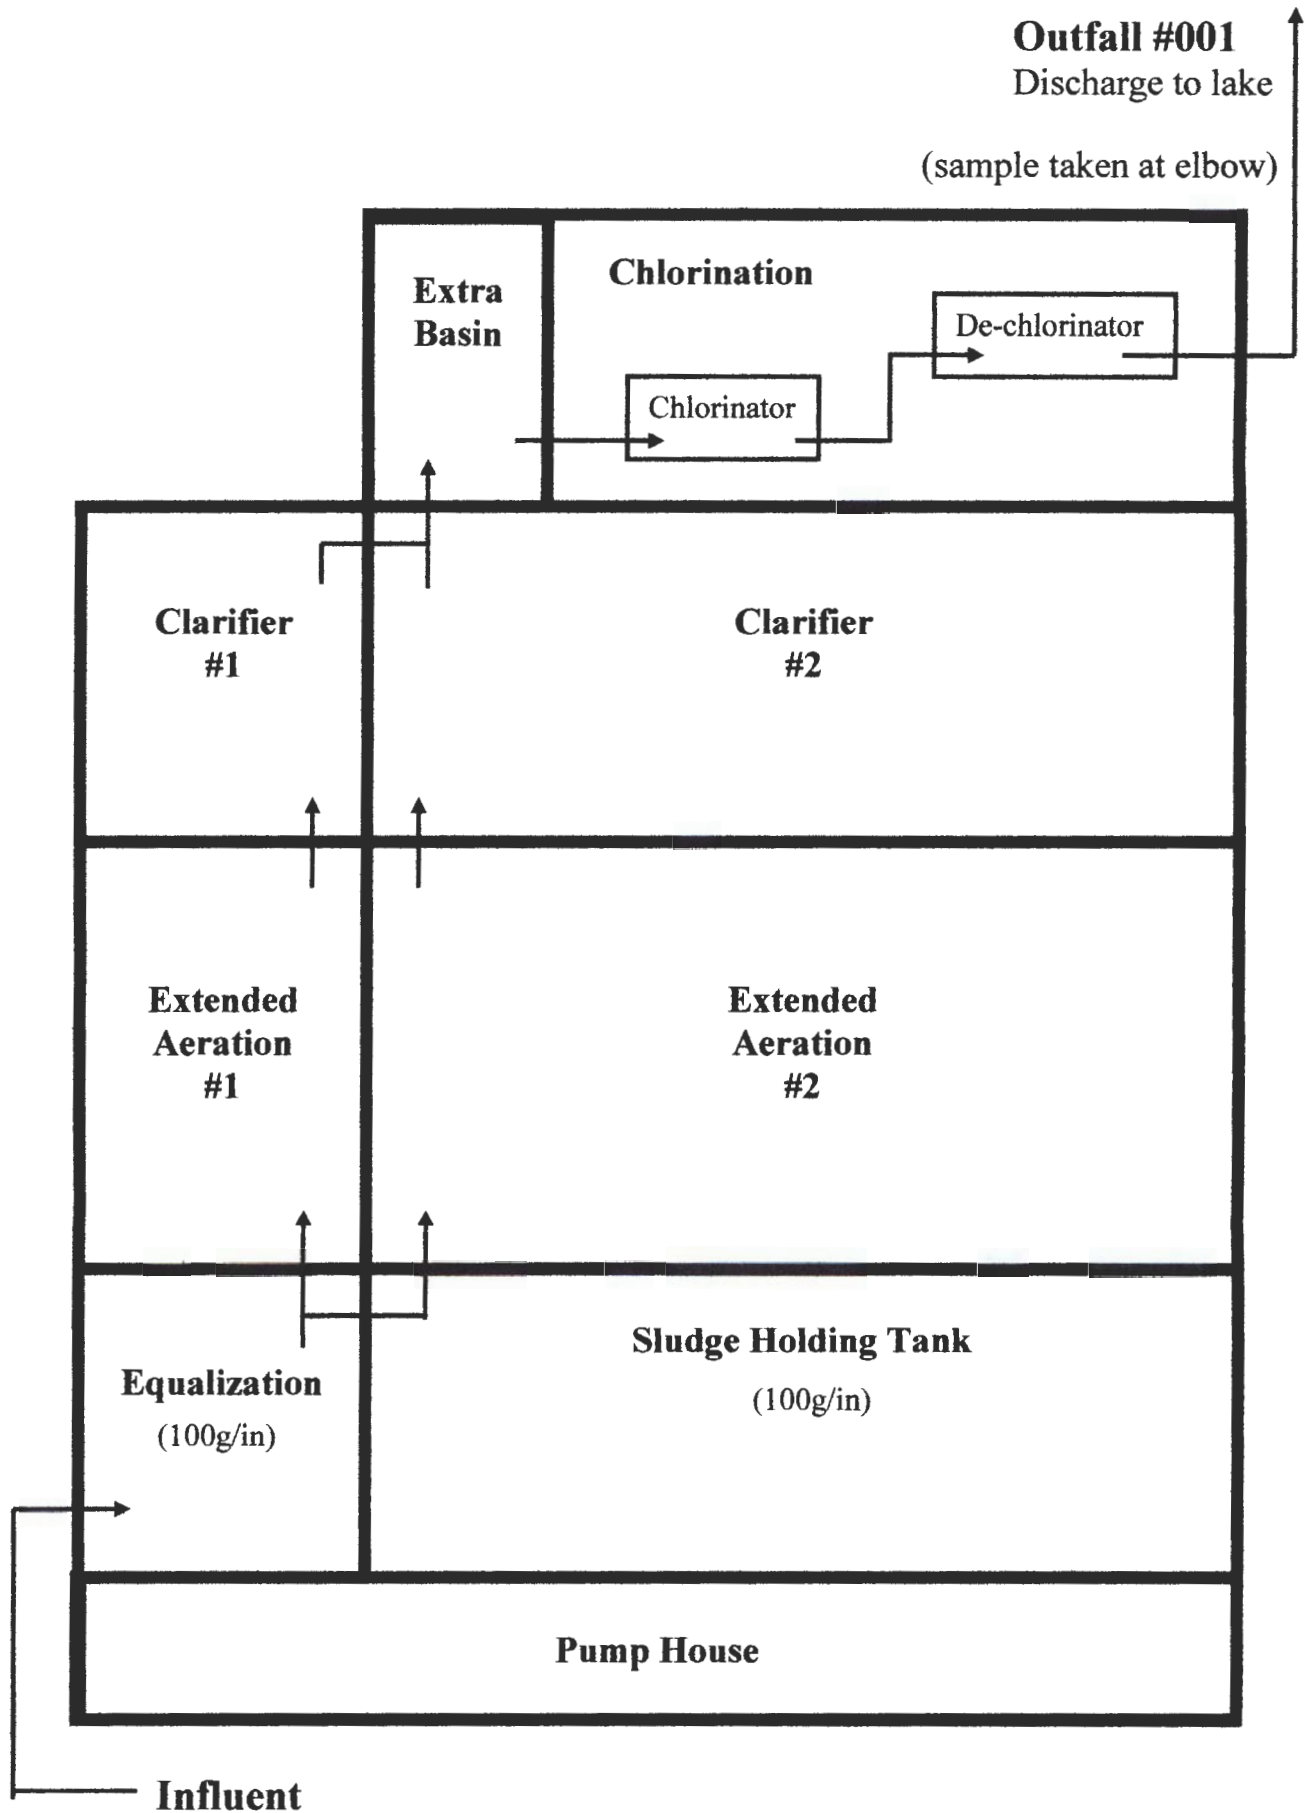 Outfall #001
Discharge to lake
(sample taken at elbow)
Extra
Basin
Chlorination
De-chlorinator
Chlorinator
Clarifier
#1
Clarifier
#2
Extended
Aeration
#1
Extended
Aeration
#2
Equalization
(100g/in)
Sludge Holding Tank
(100g/in)
Pump House
Influent